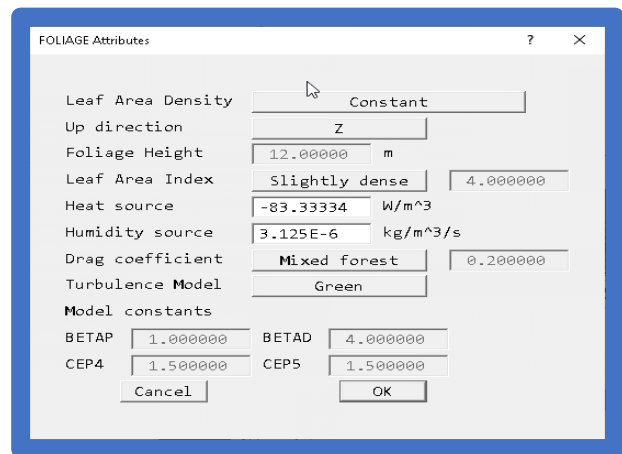 FOLIAGE Attributes ? ×
Leaf Area Density Constant
Up direction Z
Foliage Height 12.00000 m
Leaf Area Index Slightly dense 4.000000
Heat source -83.33334 W/m^3
Humidity source 3.125E-6 kg/m^3/s
Drag coefficient Mixed forest 0.200000
Turbulence Model Green
Model constants
BETAP 1.000000 BETAD 4.000000
CEP4 1.500000 CEP5 1.500000
Cancel OK